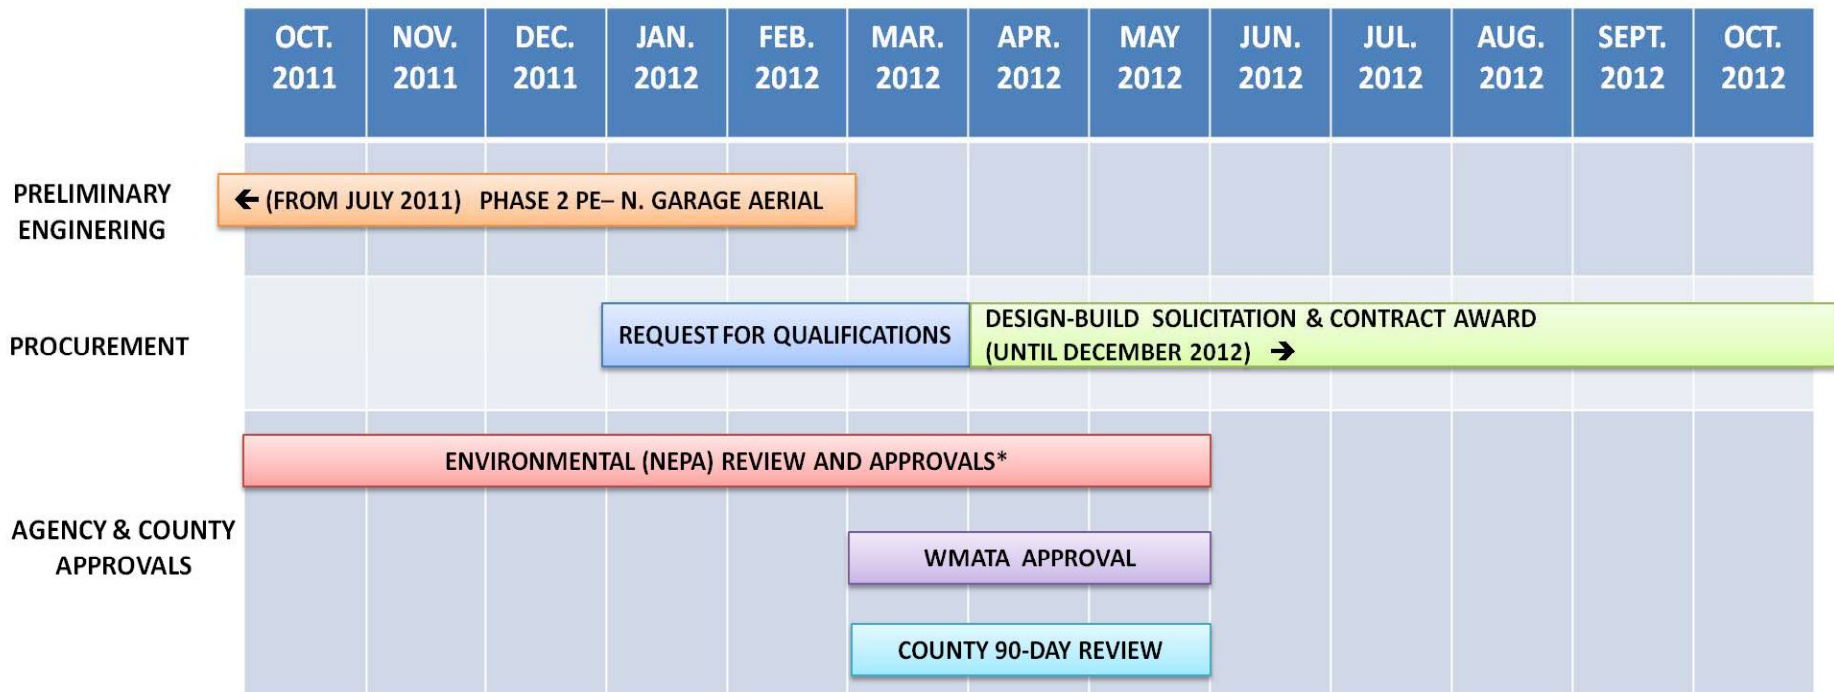 OCT. NOV. DEC. JAN. FEB. MAR. APR. MAY JUN. JUL. AUG. SEPT. OCT.
2011 2011 2011 2012 2012 2012 2012 2012 2012 2012 2012 2012 2012
PRELIMINARY
ENGINERING
← (FROM JULY 2011) PHASE 2 PE– N. GARAGE AERIAL
PROCUREMENT
REQUEST FOR QUALIFICATIONS
DESIGN-BUILD SOLICITATION & CONTRACT AWARD
(UNTIL DECEMBER 2012) →
AGENCY & COUNTY
APPROVALS
ENVIRONMENTAL (NEPA) REVIEW AND APPROVALS*
WMATA APPROVAL
COUNTY 90-DAY REVIEW